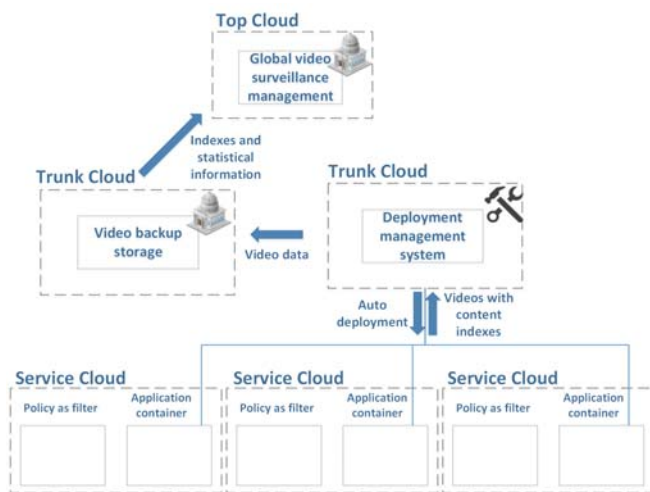 Top Cloud
Global video
surveillance
management
Indexes and
statistical
information
Trunk Cloud
Video backup
storage
Video data
Trunk Cloud
Deployment
management
system
Auto
deployment
Videos with
content
indexes
Service Cloud
Policy as filter
Application
container
Service Cloud
Policy as filter
Application
container
Service Cloud
Policy as filter
Application
container